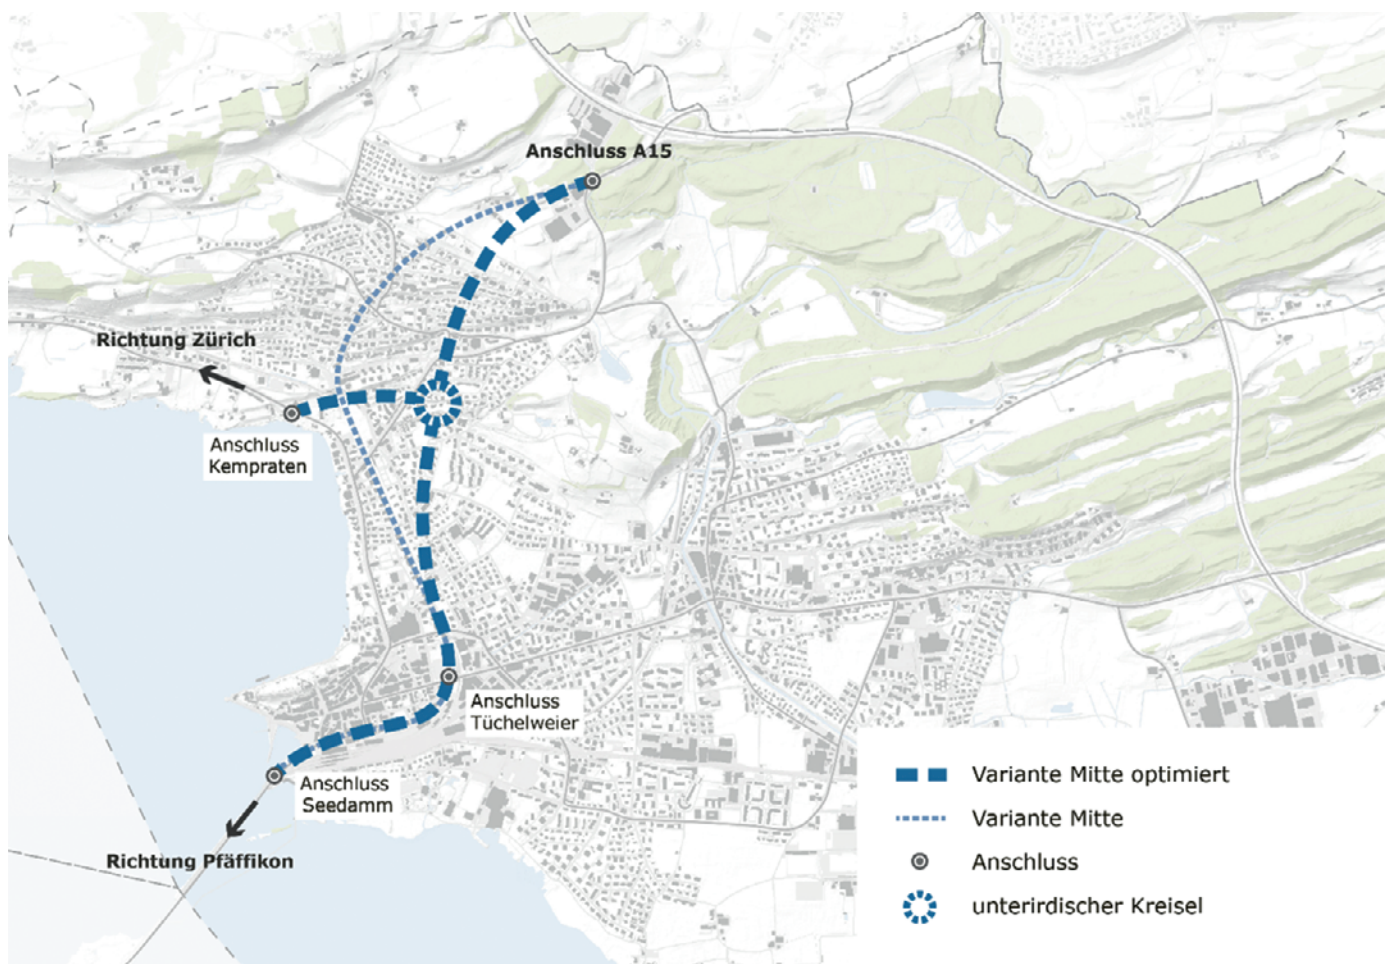 Anschluss A15
Richtung Zürich
Anschluss
Kempraten
Anschluss
Tüchelweier
Anschluss
Seedamm
Richtung Pfäffikon
Variante Mitte optimiert
Variante Mitte
Anschluss
unterirdischer Kreisel